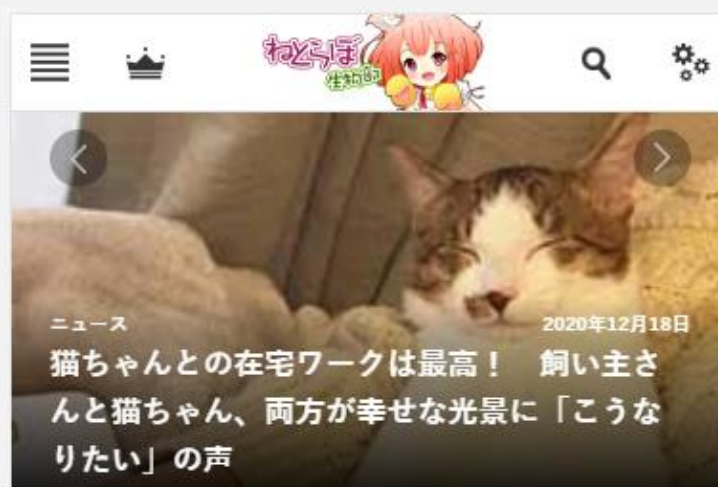 ねとらぼ
生物部
ニュース
2020年12月18日
猫ちゃんとの在宅ワークは最高！　飼い主さ
んと猫ちゃん、両方が幸せな光景に「こうな
りたい」の声